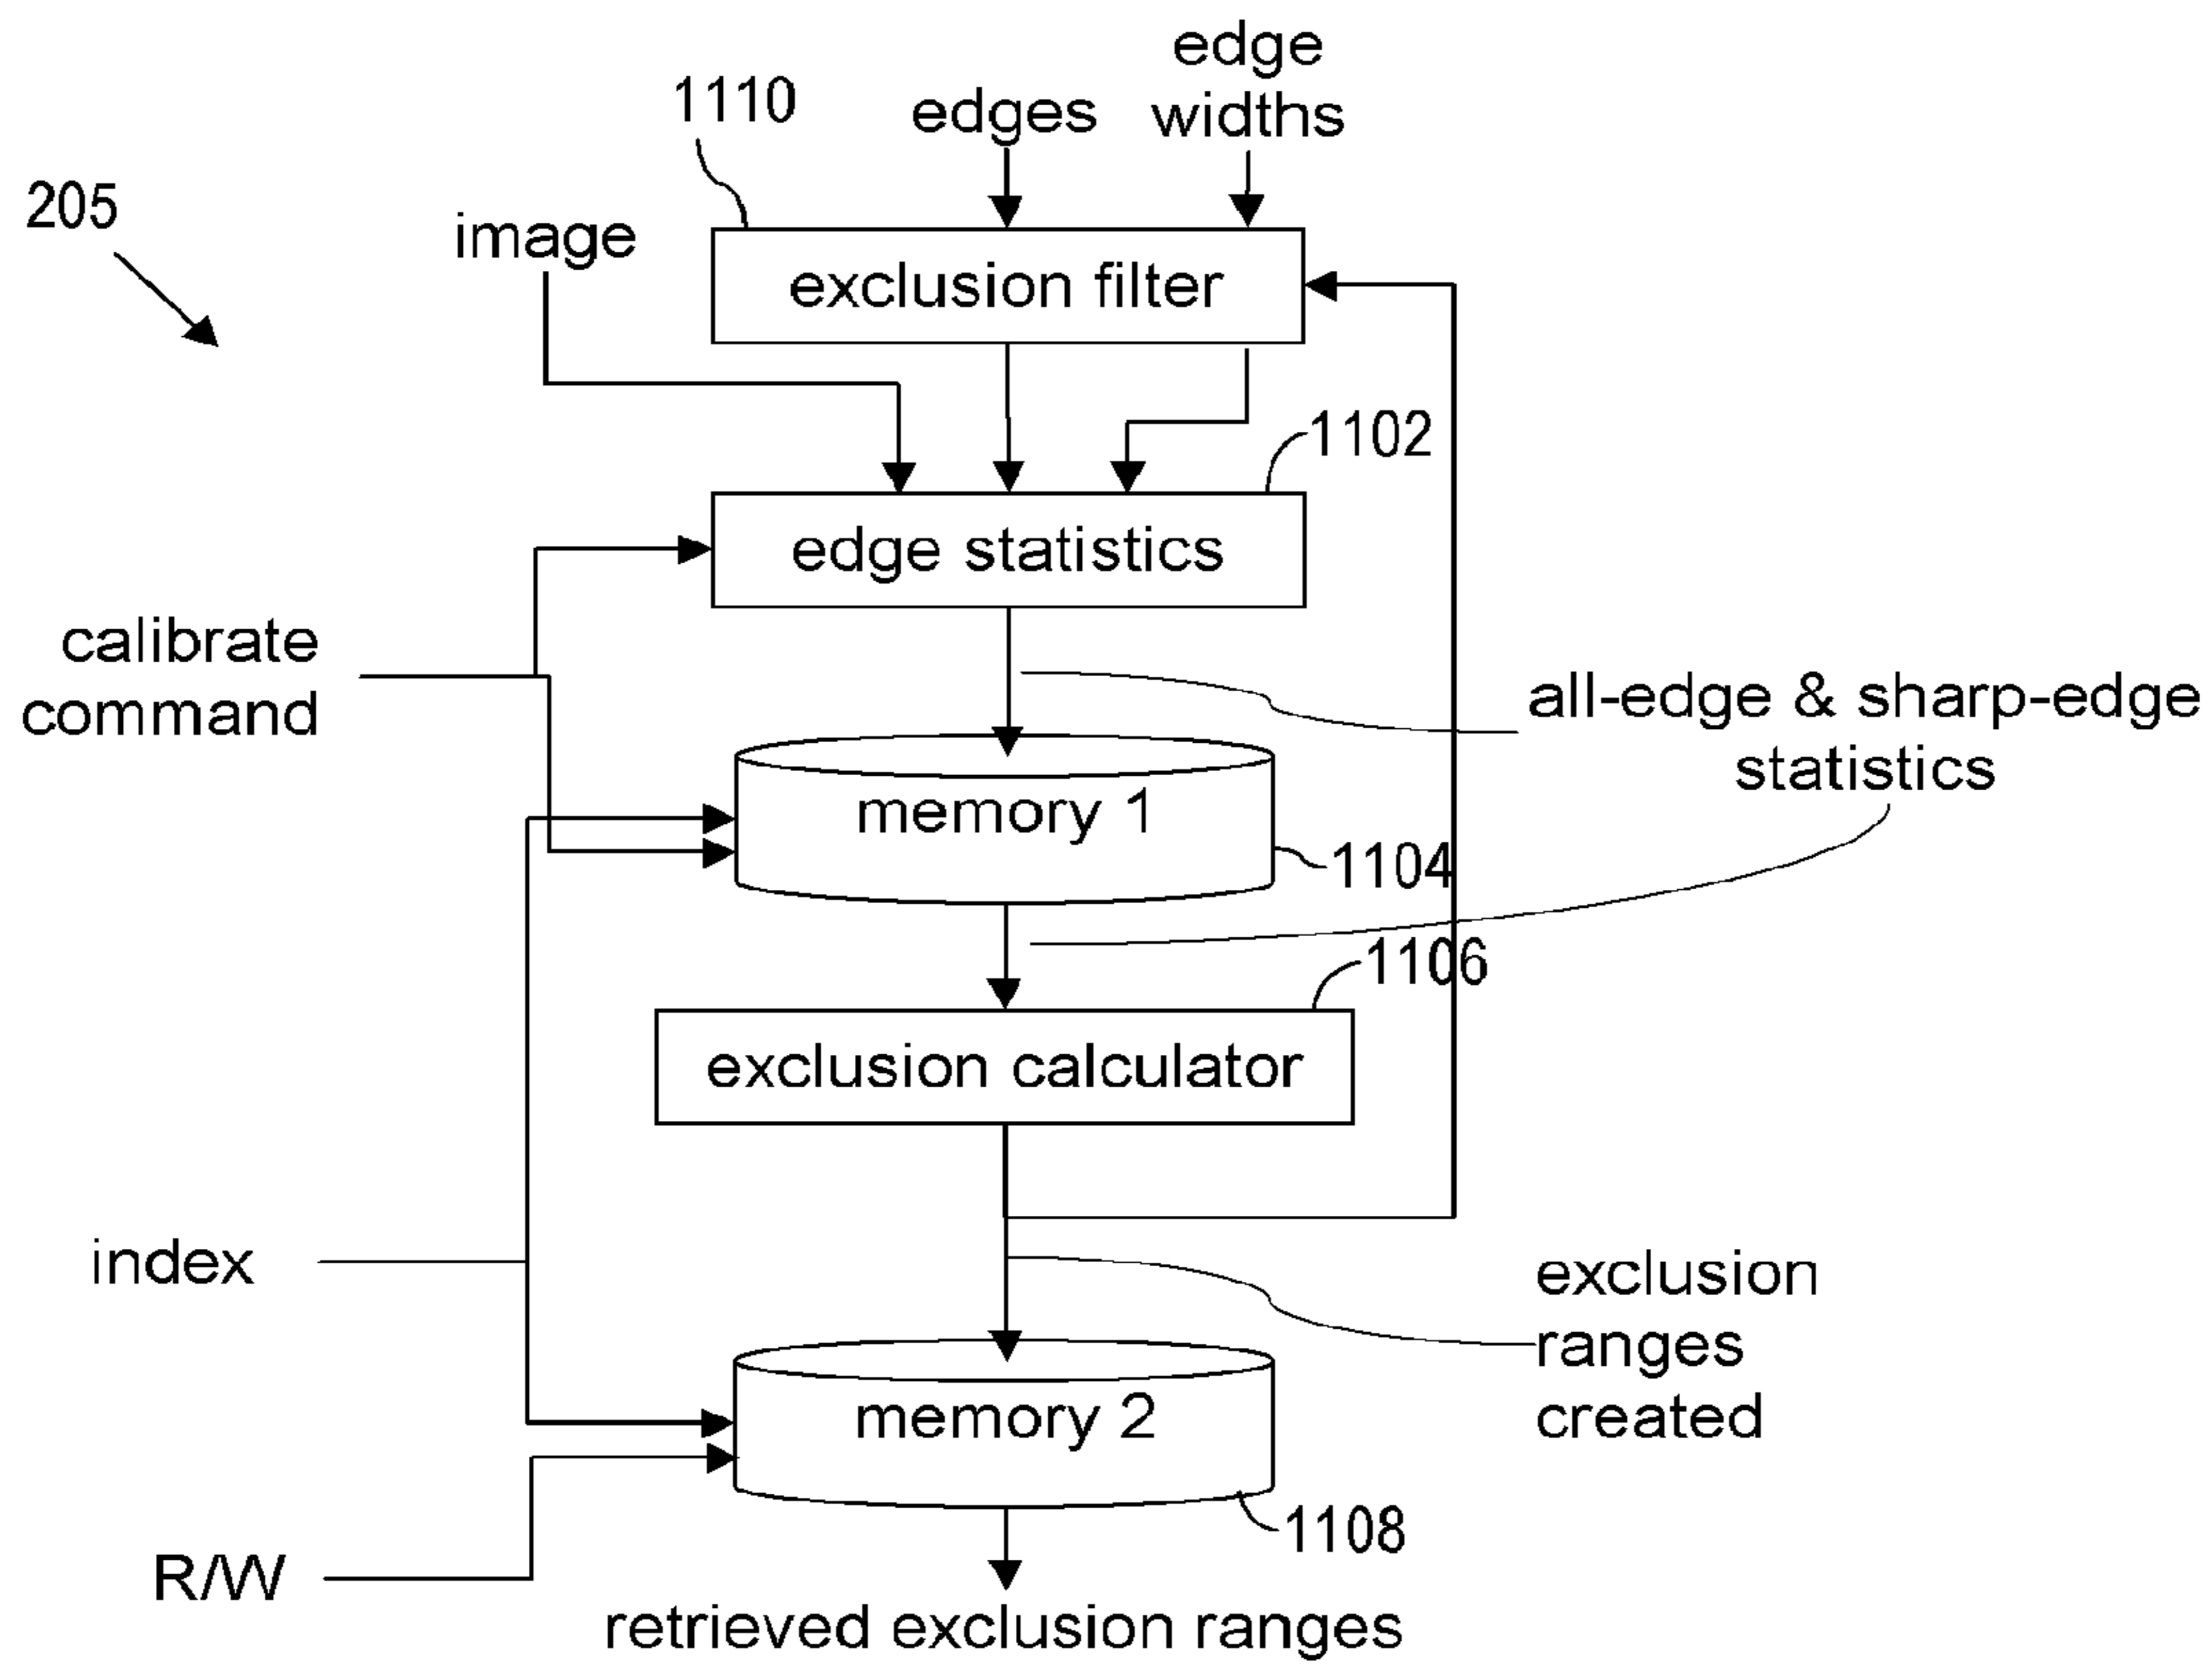 edge
widths
1110
edges
205
image
exclusion filter
1102
edge statistics
calibrate
command
all-edge & sharp-edge
statistics
memory 1
1104
1106
exclusion calculator
index
exclusion
ranges
created
memory 2
1108
R/W
retrieved exclusion ranges